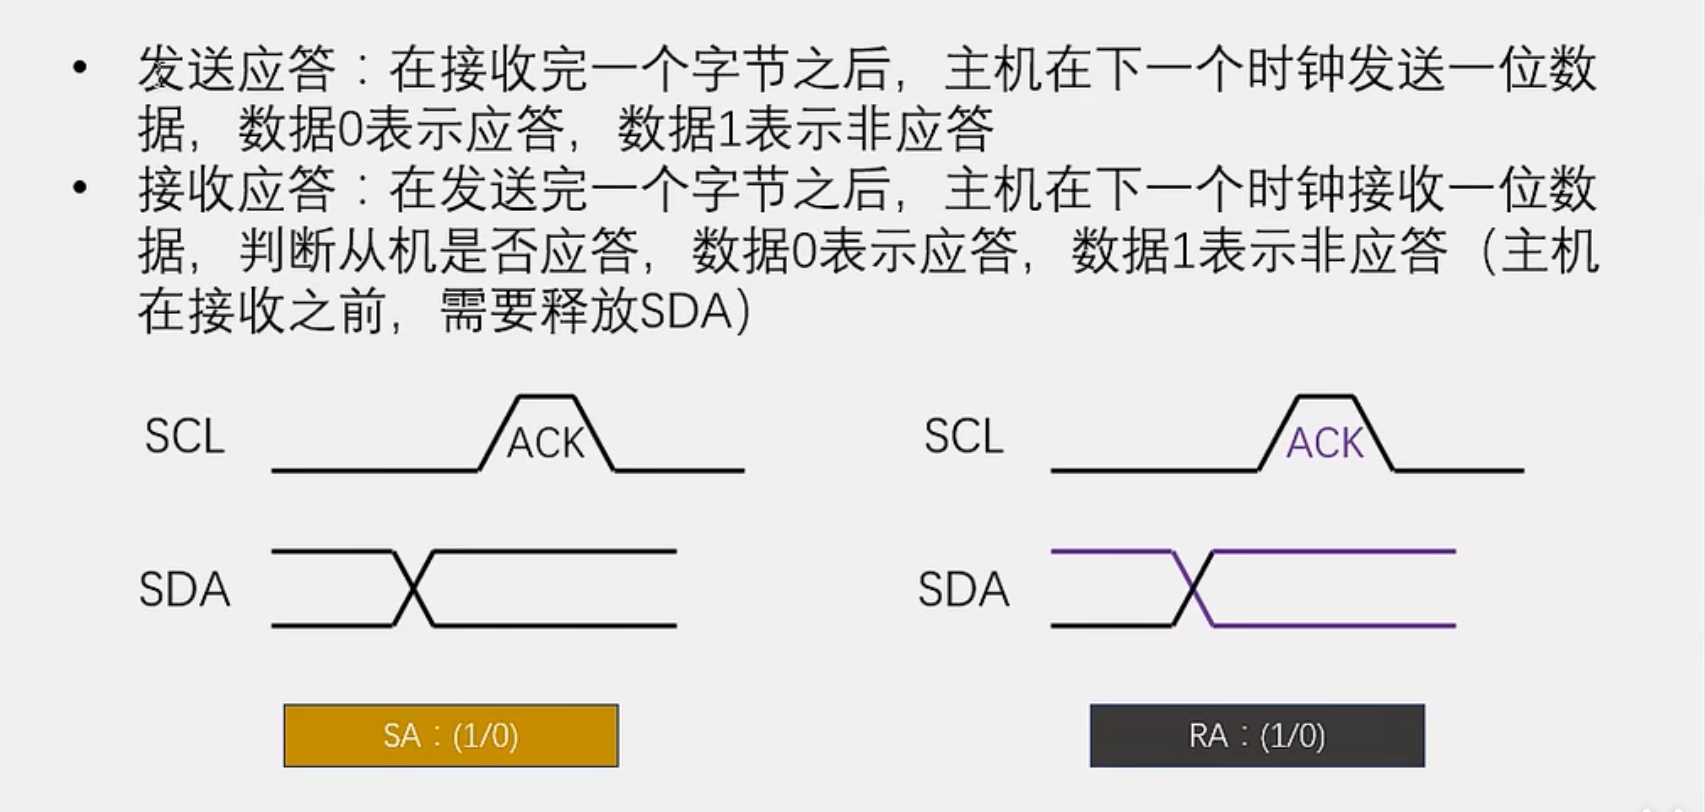 • 发送应答：在接收完一个字节之后，主机在下一个时钟发送一位数
据，数据0表示应答，数据1表示非应答
• 接收应答：在发送完一个字节之后，主机在下一个时钟接收一位数
据，判断从机是否应答，数据0表示应答，数据1表示非应答（主机
在接收之前，需要释放SDA）
SCL
ACK
SDA
SA：(1/0)
SCL
ACK
SDA
RA：(1/0)